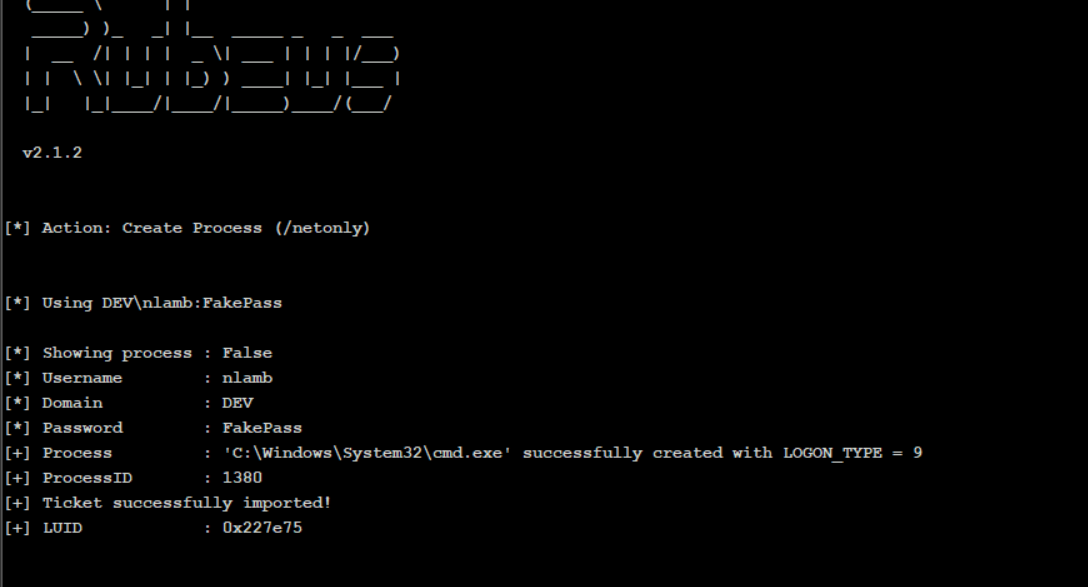 Rubeus
v2.1.2
[*] Action: Create Process (/netonly)
[*] Using DEV\nlamb:FakePass
[*] Showing process : False
[*] Username : nlamb
[*] Domain : DEV
[*] Password : FakePass
[+] Process : 'C:\Windows\System32\cmd.exe' successfully created with LOGON_TYPE = 9
[+] ProcessID : 1380
[+] Ticket successfully imported!
[+] LUID : 0x227e75